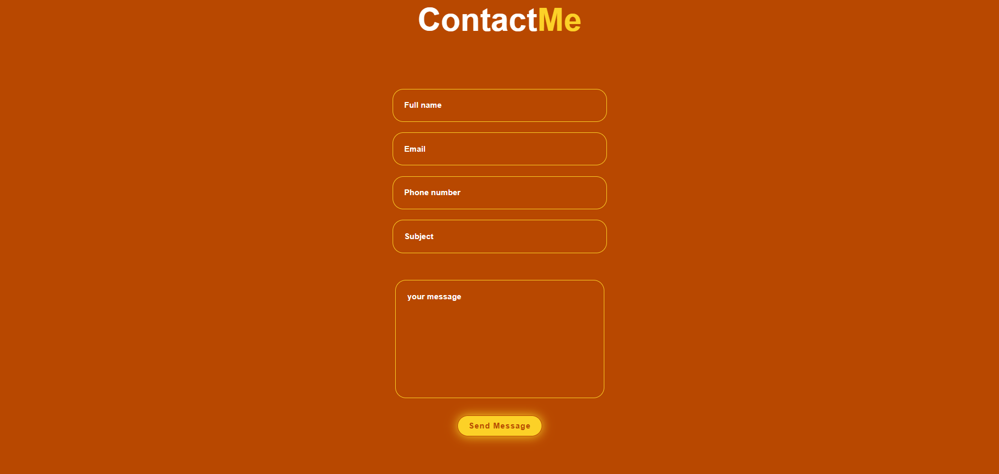 ContactMe
Full name
Email
Phone number
Subject
your message
Send Message